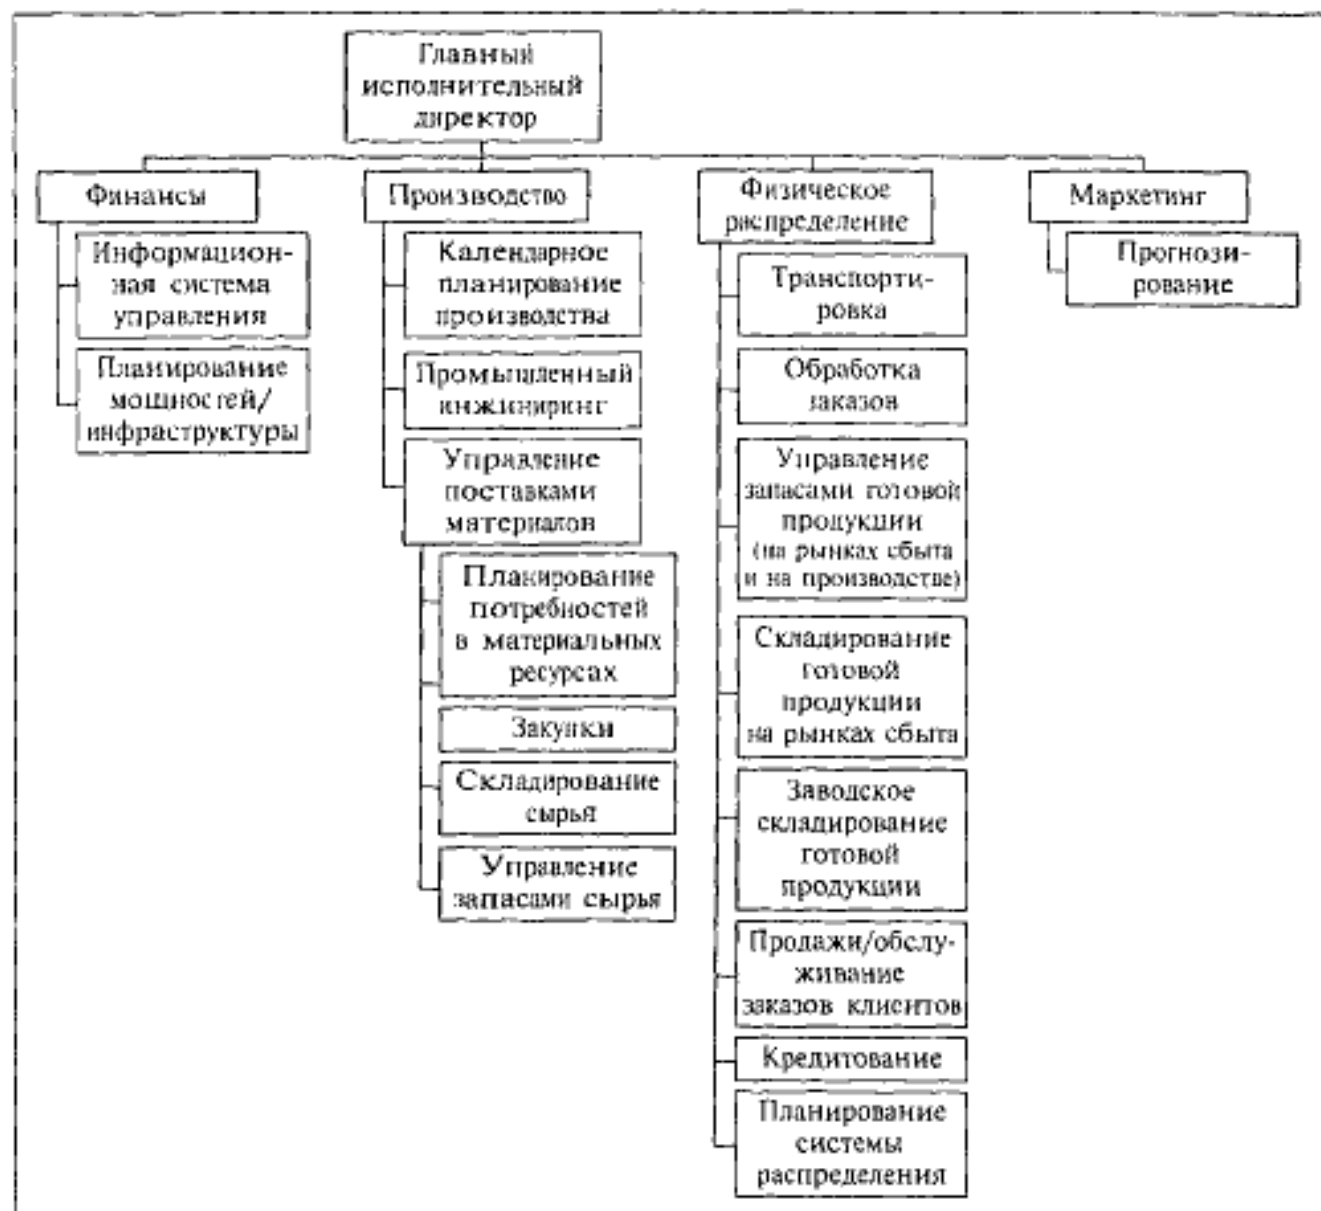 Главный
исполнительный
директор
Финансы
Информацион-
ная система
управления
Планирование
мощностей/
инфраструктуры
Производство
Календарное
планирование
производства
Промышленный
инжиниринг
Управление
поставками
материалов
Планирование
потребностей
в материальных
ресурсах
Закупки
Складирование
сырья
Управление
запасами сырья
Физическое
распределение
Транспорти-
ровка
Обработка
заказов
Управление
запасами готовой
продукции
(на рынках сбыта
и на производстве)
Складирование
готовой
продукции
на рынках сбыта
Заводское
складирование
готовой
продукции
Продажи/обслу-
живание
заказов клиентов
Кредитование
Планирование
системы
распределения
Маркетинг
Прогнози-
рование